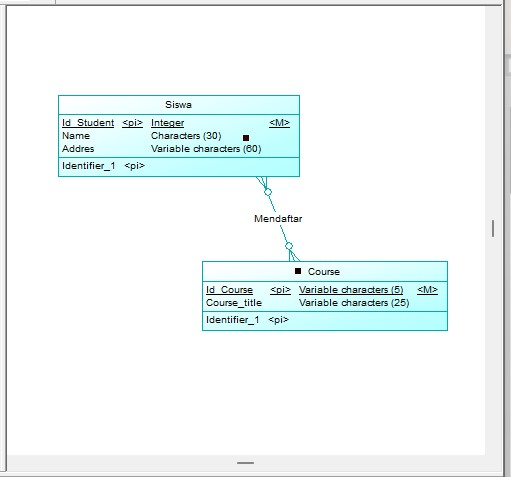 Siswa
Id_Student <pi> Integer <M>
Name Characters (30)
Addres Variable characters (60)
Identifier_1 <pi>
Mendaftar
Course
Id_Course <pi> Variable characters (5) <M>
Course_title Variable characters (25)
Identifier_1 <pi>